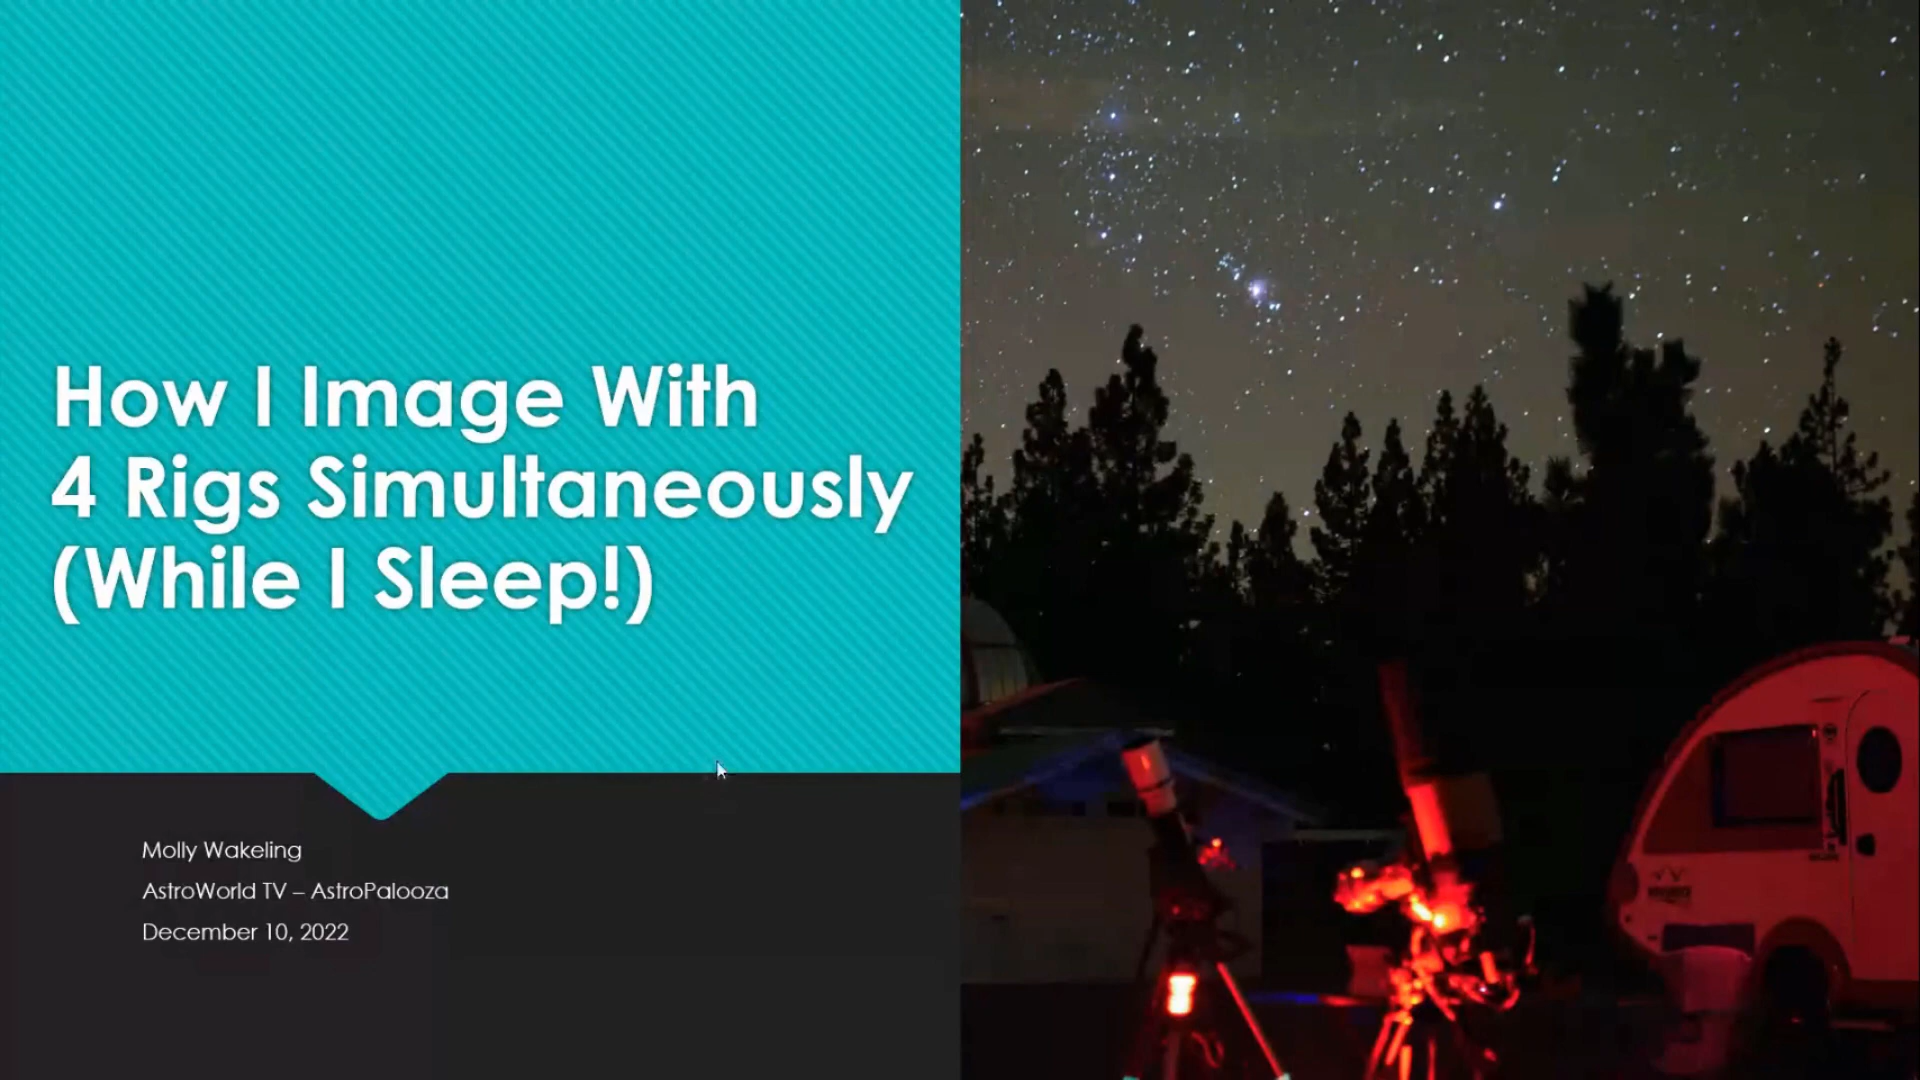 How I Image With
4 Rigs Simultaneously
(While I Sleep!)
Molly Wakeling
AstroWorld TV – AstroPalooza
December 10, 2022